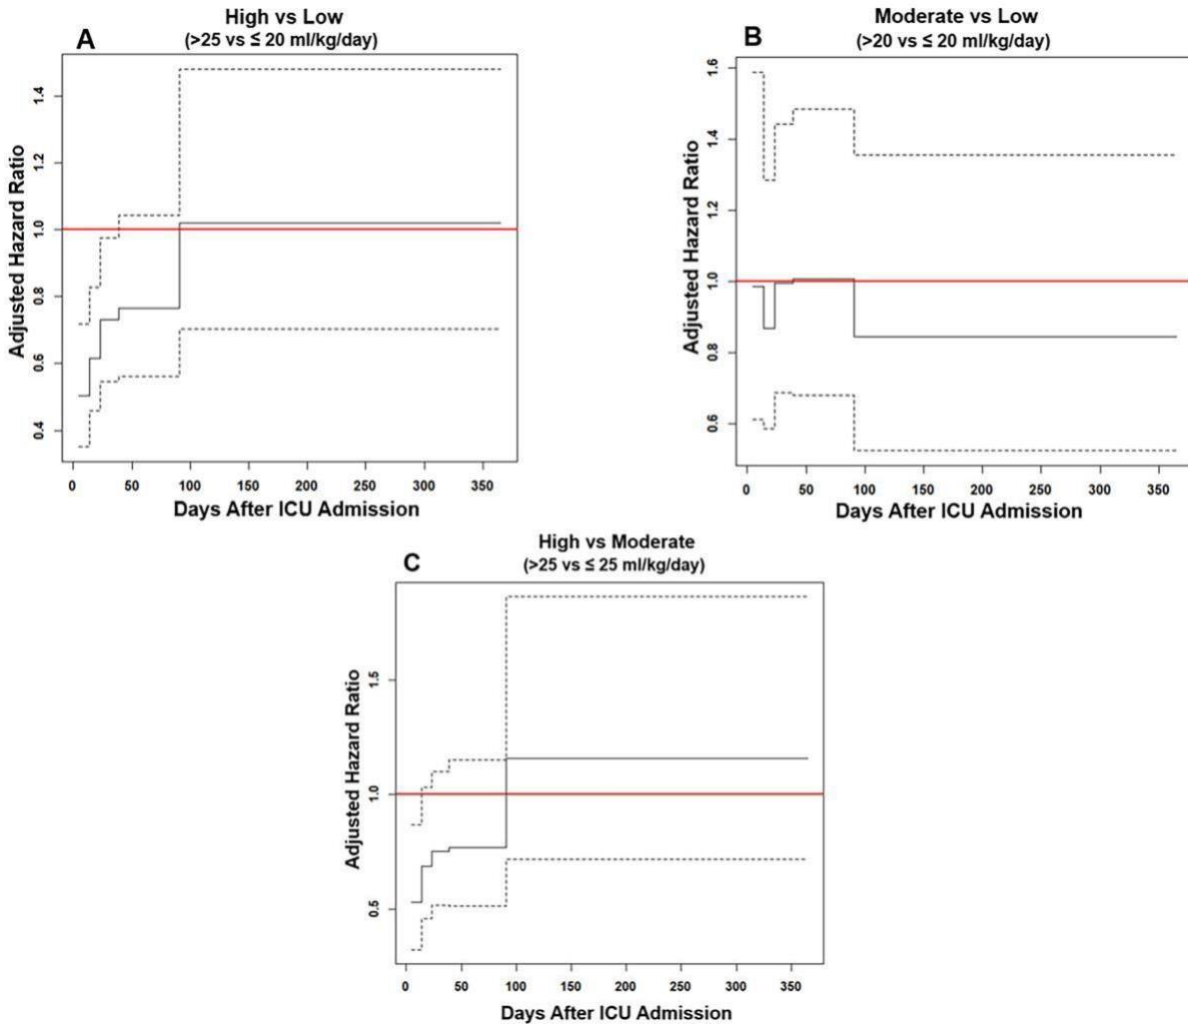 A
High vs Low
(>25 vs ≤ 20 ml/kg/day)
Adjusted Hazard Ratio
1.4
1.2
1.0
0.8
0.6
0.4
0 50 100 150 200 250 300 350
Days After ICU Admission
B
Moderate vs Low
(>20 vs ≤ 20 ml/kg/day)
Adjusted Hazard Ratio
1.6
1.4
1.2
1.0
0.8
0.6
0 50 100 150 200 250 300 350
Days After ICU Admission
C
High vs Moderate
(>25 vs ≤ 25 ml/kg/day)
Adjusted Hazard Ratio
1.5
1.0
0.5
0 50 100 150 200 250 300 350
Days After ICU Admission